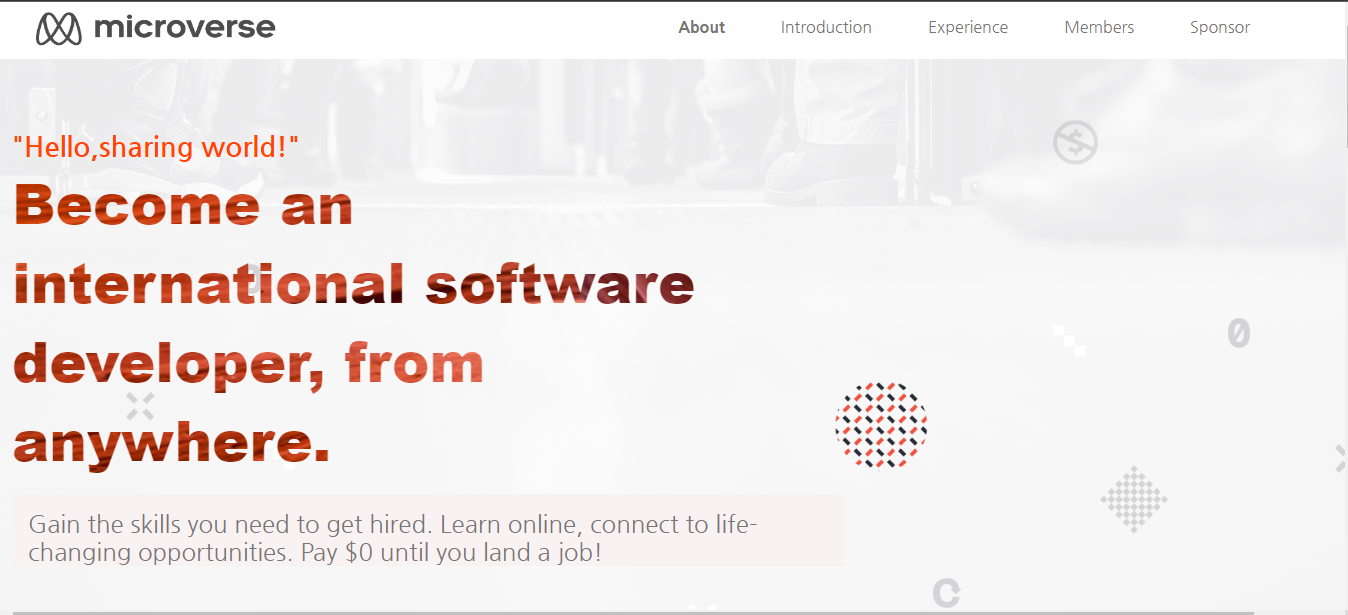 microverse
About Introduction Experience Members Sponsor
"Hello,sharing world!"
Become an
international software
developer, from
anywhere.
Gain the skills you need to get hired. Learn online, connect to life-
changing opportunities. Pay $0 until you land a job!